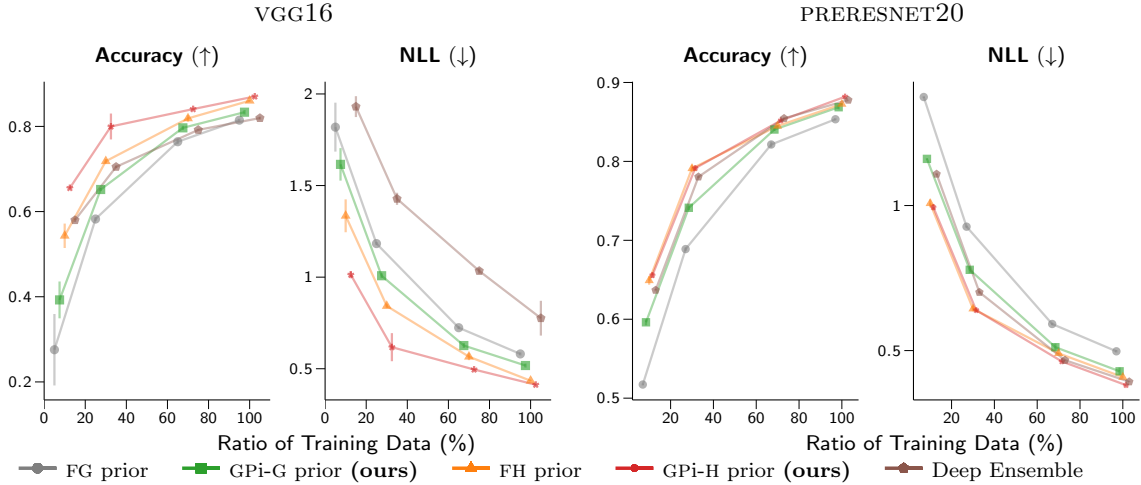 VGG16 PRERESNET20
Accuracy (↑) NLL (↓) Accuracy (↑) NLL (↓)
0.8
0.6
0.4
0.2
0 20 40 60 80 100
2
1.5
1
0.5
0 20 40 60 80 100
0.9
0.8
0.7
0.6
0.5
20 40 60 80 100
1
0.5
20 40 60 80 100
Ratio of Training Data (%) Ratio of Training Data (%)
FG prior GPi-G prior (ours) FH prior GPi-H prior (ours) Deep Ensemble